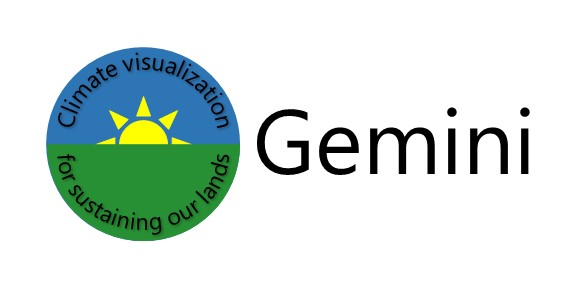 Climate visualization
for sustaining our lands
Gemini